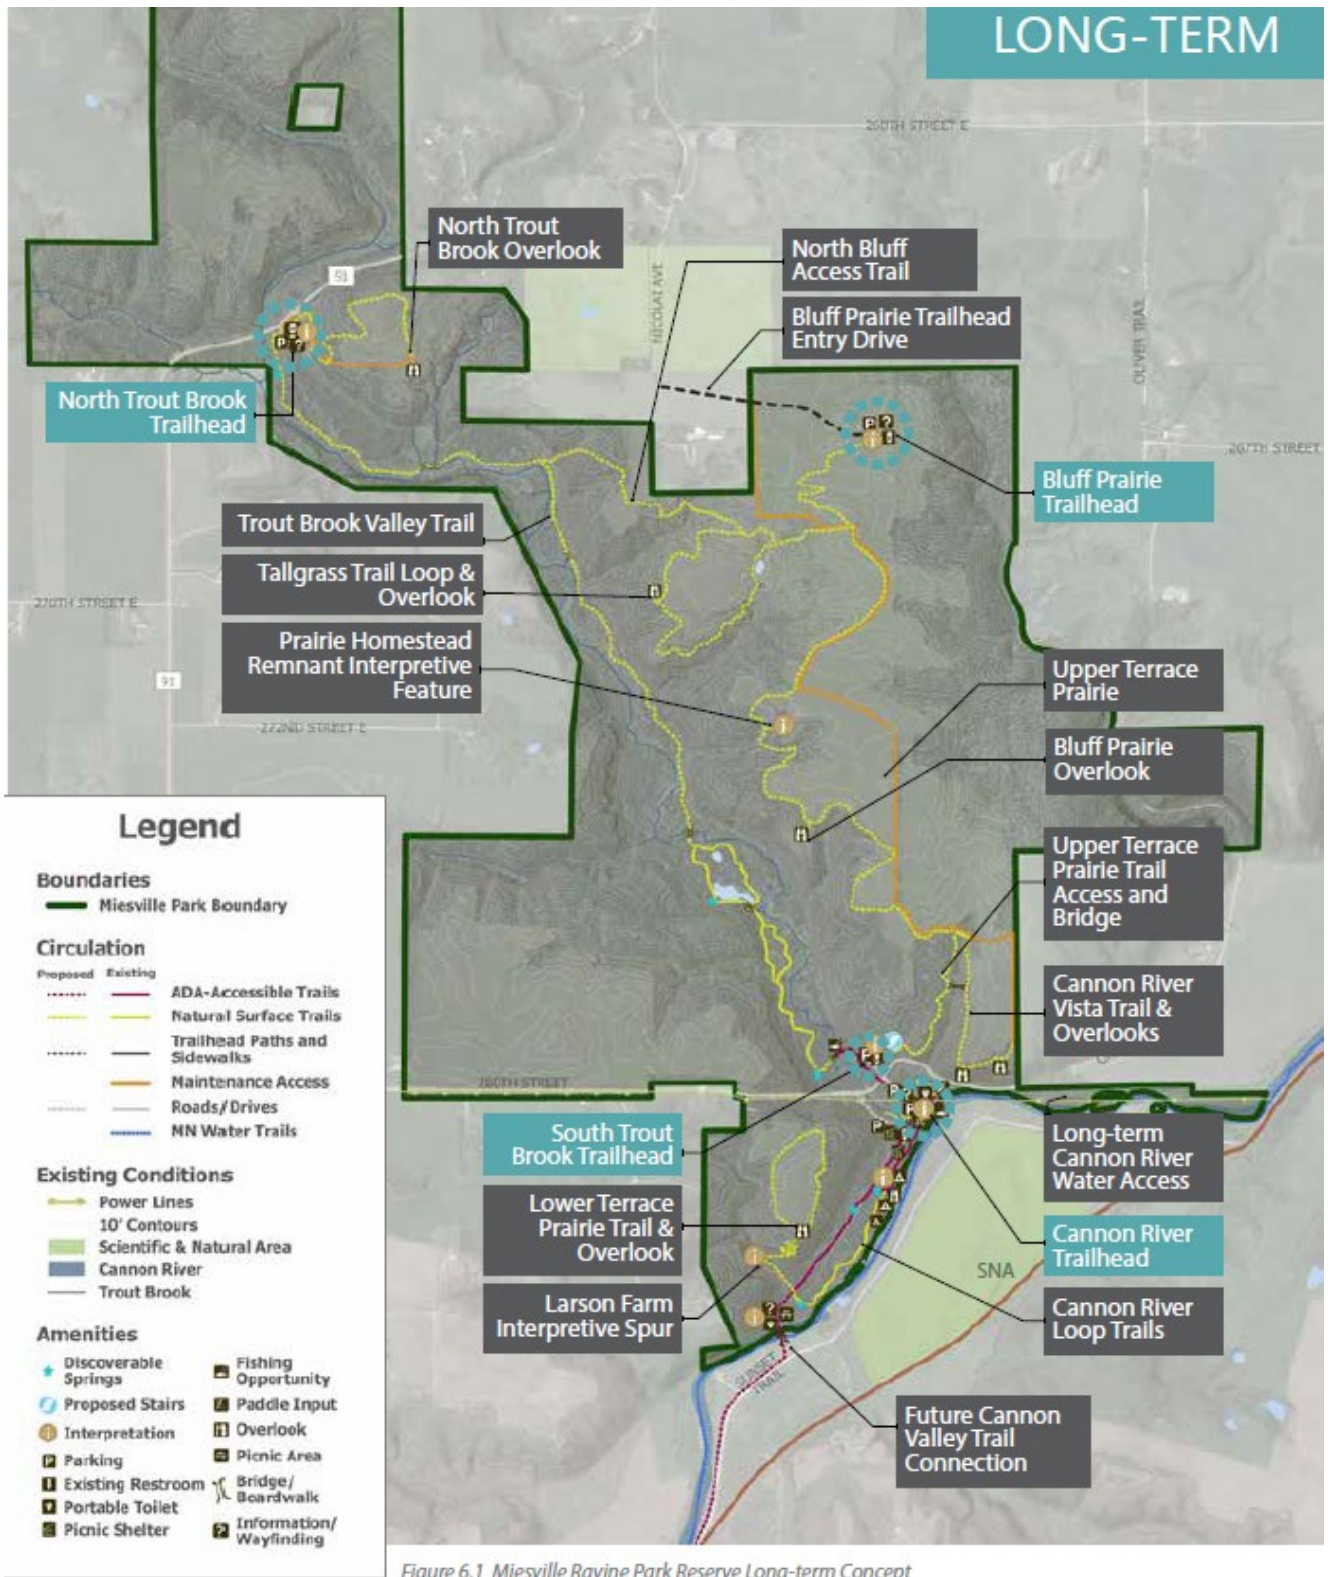 LONG-TERM
260TH STREET E
North Trout
Brook Overlook
North Bluff
Access Trail
91
NICOLAI AVE
OLIVER TRAIL
Bluff Prairie Trailhead
Entry Drive
North Trout Brook
Trailhead
267TH STREET
Bluff Prairie
Trailhead
Trout Brook Valley Trail
Tallgrass Trail Loop &
Overlook
270TH STREET E
Prairie Homestead
Remnant Interpretive
Feature
91
272ND STREET E
Upper Terrace
Prairie
Bluff Prairie
Overlook
Upper Terrace
Prairie Trail
Access and
Bridge
Cannon River
Vista Trail &
Overlooks
280TH STREET
South Trout
Brook Trailhead
Long-term
Cannon River
Water Access
Lower Terrace
Prairie Trail &
Overlook
Cannon River
Trailhead
SNA
Larson Farm
Interpretive Spur
Cannon River
Loop Trails
SUNSET
TRAIL
Future Cannon
Valley Trail
Connection
Legend
Boundaries
Miesville Park Boundary
Circulation
Proposed Existing
ADA-Accessible Trails
Natural Surface Trails
Trailhead Paths and
Sidewalks
Maintenance Access
Roads/Drives
MN Water Trails
Existing Conditions
Power Lines
10' Contours
Scientific & Natural Area
Cannon River
Trout Brook
Amenities
Discoverable
Springs
Proposed Stairs
Interpretation
Parking
Existing Restroom
Portable Toilet
Picnic Shelter
Fishing
Opportunity
Paddle Input
Overlook
Picnic Area
Bridge/
Boardwalk
Information/
Wayfinding
Figure 6.1 Miesville Ravine Park Reserve Long-term Concept